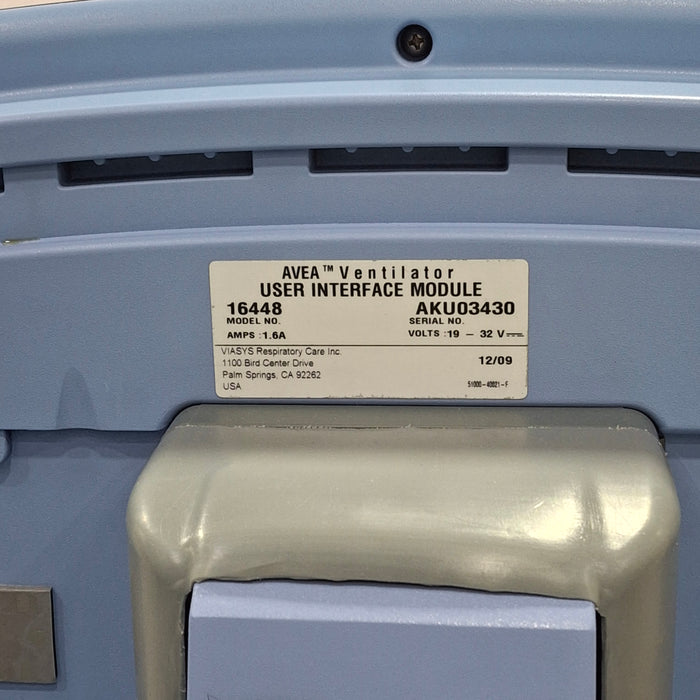 AVEA™ Ventilator
USER INTERFACE MODULE
16448 AKU03430
MODEL NO. SERIAL NO.
AMPS :1.6A VOLTS :19 – 32 V⎓
VIASYS Respiratory Care Inc.
1100 Bird Center Drive 12/09
Palm Springs, CA 92262
USA 51000-40021-F